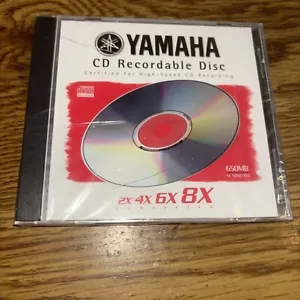 YAMAHA
CD Recordable Disc
Certified For High-Speed CD Recording
650MB
2X 4X 6X 8X